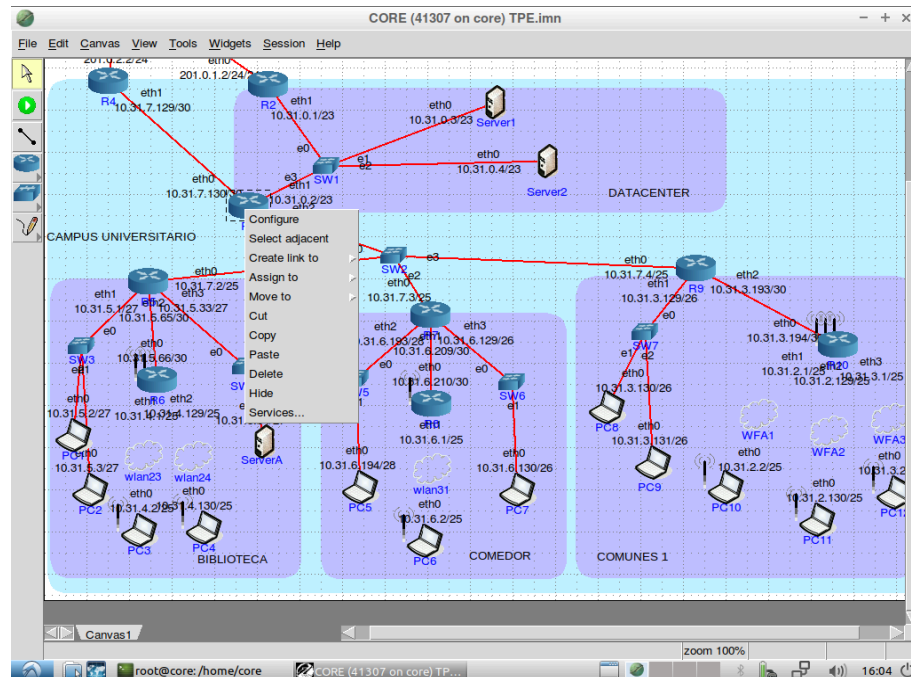 CORE (41307 on core) TPE.imn
File Edit Canvas View Tools Widgets Session Help
201.0.2.2/24
eth0
201.0.1.2/24
R4
eth1
10.31.7.129/30
R2
eth1
10.31.0.1/23
eth0
10.31.0.3/23
Server1
e0
e1
e2
SW1
eth0
10.31.0.4/23
Server2
DATACENTER
e3
eth1
10.31.0.2/23
eth0
10.31.7.130/30
eth2
CAMPUS UNIVERSITARIO
Configure
Select adjacent
Create link to
Assign to
Move to
Cut
Copy
Paste
Delete
Hide
Services...
SW2
e3
e2
eth0
10.31.7.3/25
eth0
10.31.7.2/25
eth1
10.31.5.1/27
eth2
10.31.5.65/30
eth3
10.31.5.33/27
e0
SW3
e1
eth0
10.31.5.2/27
PC1
10.31.5.3/27
PC2
eth0
10.31.5.66/30
R6
eth2
10.31.4.129/25
e0
ServerA
wlan23
wlan24
eth0
10.31.4.2/25
PC3
eth0
10.31.4.130/25
PC4
BIBLIOTECA
eth2
10.31.6.193/28
eth1
10.31.6.209/30
eth3
10.31.6.129/26
e0
eth0
10.31.6.210/30
eth1
10.31.6.1/25
e0
SW6
e1
eth0
10.31.6.194/28
PC5
wlan31
eth0
10.31.6.2/25
PC6
eth0
10.31.6.130/26
PC7
COMEDOR
eth0
10.31.7.4/25
R9
eth1
10.31.3.129/26
eth2
10.31.3.193/30
e0
SW7
e1
e2
eth0
10.31.3.194/30
R10
eth1
10.31.2.1/25
eth2
10.31.2.129/25
eth3
10.31.3.1/25
eth0
10.31.3.130/26
PC8
eth0
10.31.3.131/26
PC9
WFA1
WFA2
WFA3
eth0
10.31.2.2/25
PC10
eth0
10.31.2.130/25
PC11
eth0
10.31.3.2
PC12
COMUNES 1
Canvas1
zoom 100%
root@core: /home/core
CORE (41307 on core) TP...
16:04